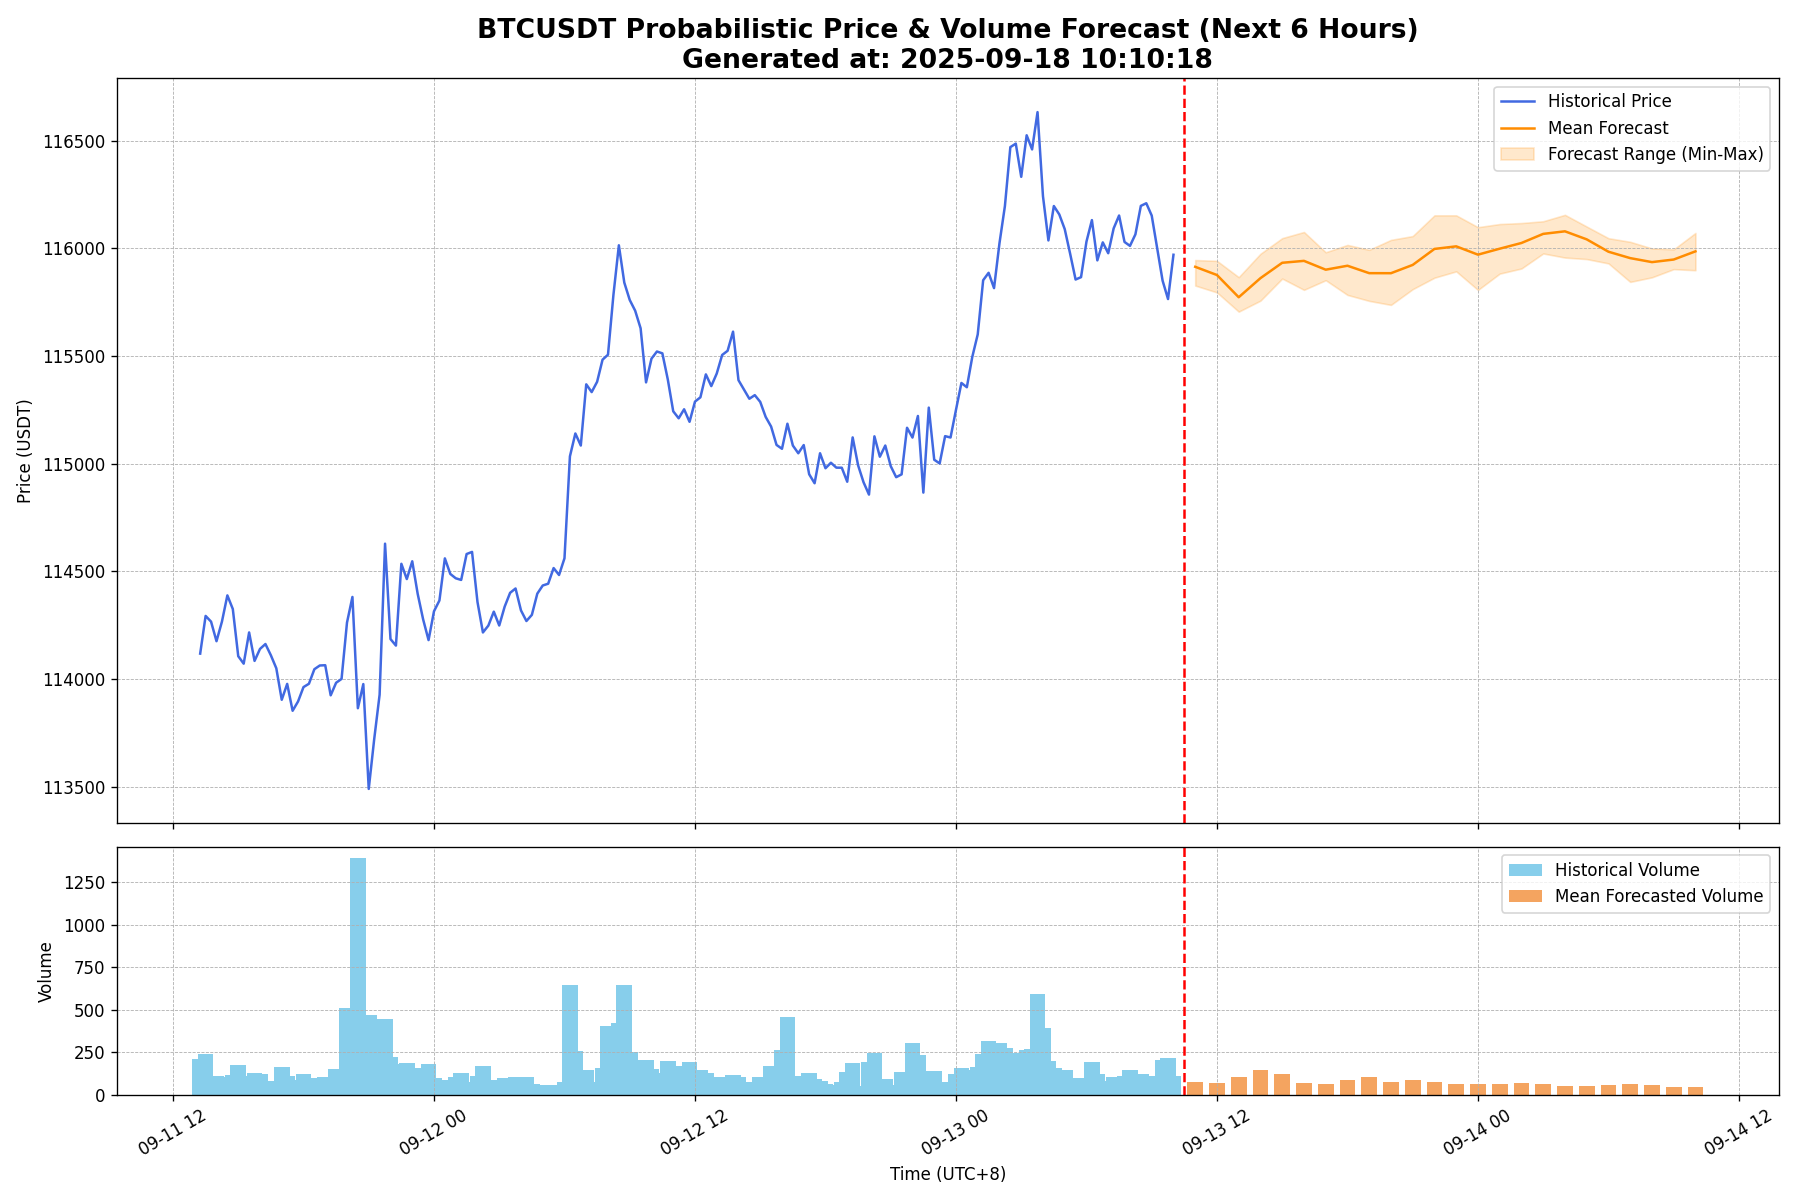 BTCUSDT Probabilistic Price & Volume Forecast (Next 6 Hours)
Generated at: 2025-09-18 10:10:18
Historical Price
Mean Forecast
Forecast Range (Min-Max)
Price (USDT)
116500
116000
115500
115000
114500
114000
113500
Historical Volume
Mean Forecasted Volume
Volume
1250
1000
750
500
250
0
09-11 12
09-12 00
09-12 12
09-13 00
09-13 12
09-14 00
09-14 12
Time (UTC+8)